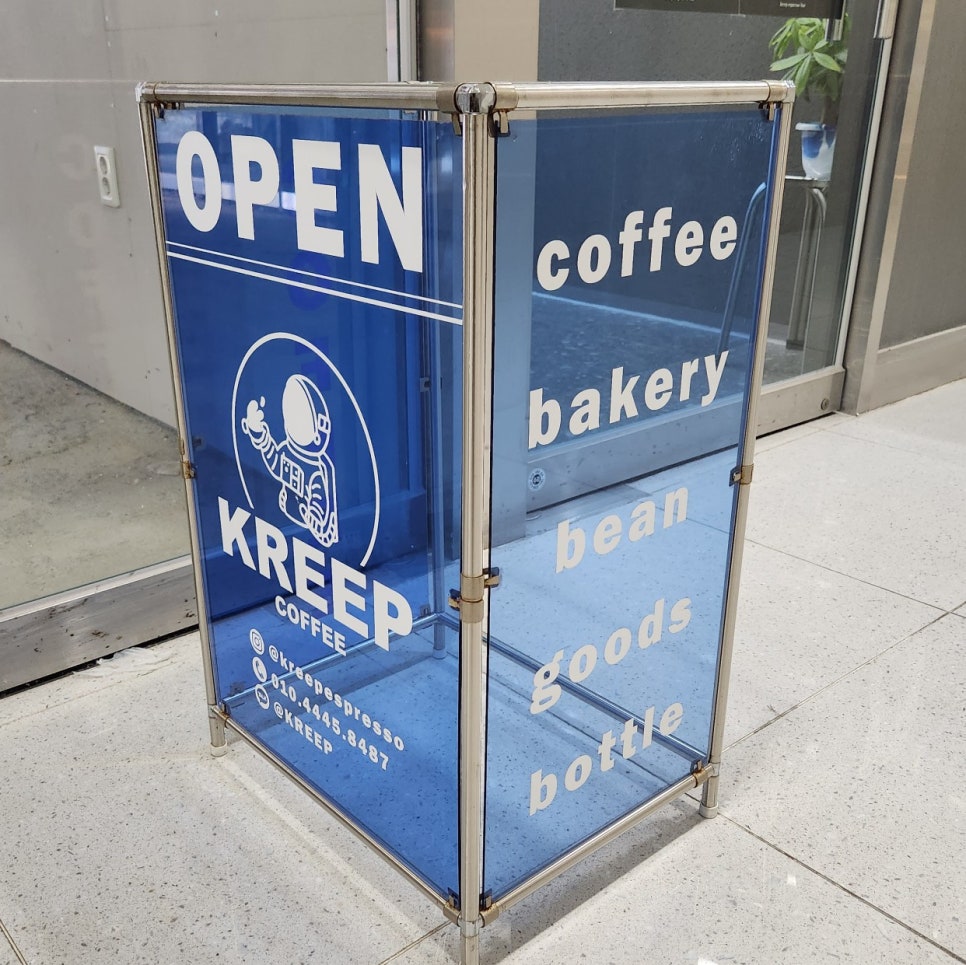 OPEN
KREEP
COFFEE
@kreepespresso
010.4445.8487
@KREEP
coffee
bakery
bean
goods
bottle